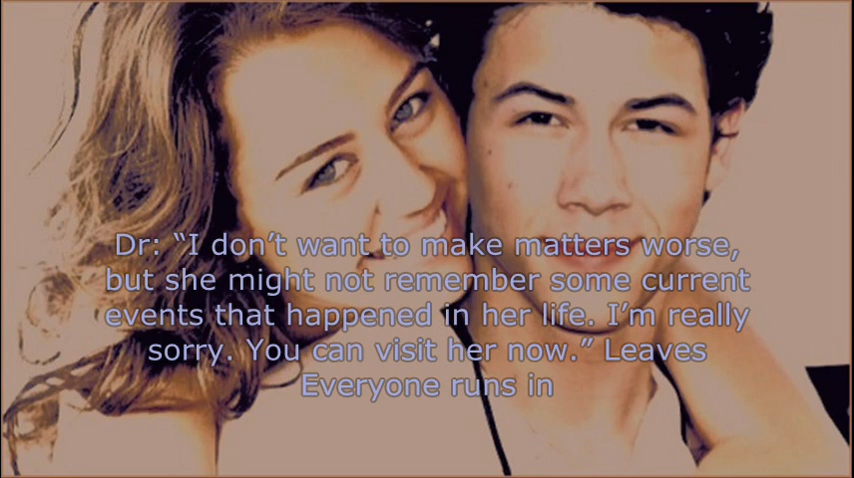 Dr: “I don’t want to make matters worse,
but she might not remember some current
events that happened in her life. I’m really
sorry. You can visit her now.” Leaves
Everyone runs in